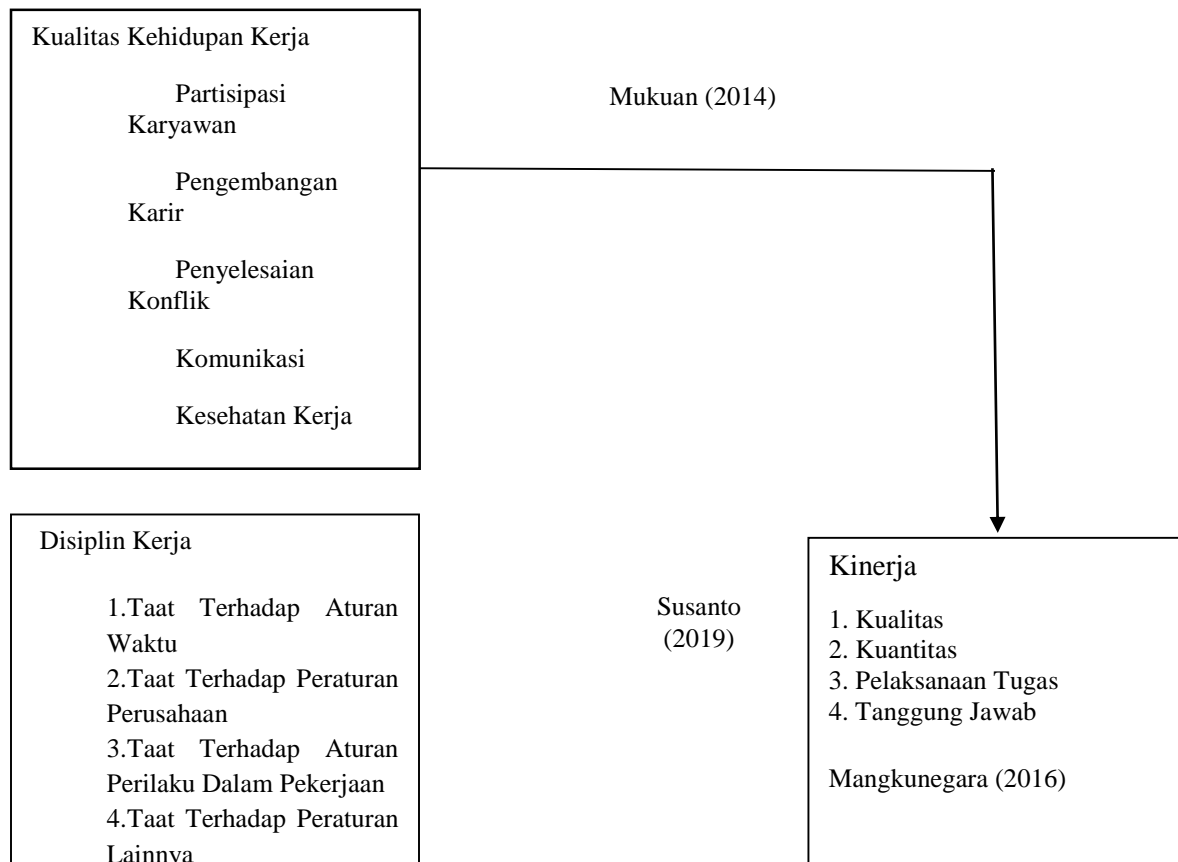 Kualitas Kehidupan Kerja
Partisipasi
Karyawan
Pengembangan
Karir
Penyelesaian
Konflik
Komunikasi
Kesehatan Kerja
Mukuan (2014)
Disiplin Kerja
1.Taat Terhadap Aturan
Waktu
2.Taat Terhadap Peraturan
Perusahaan
3.Taat Terhadap Aturan
Perilaku Dalam Pekerjaan
4.Taat Terhadap Peraturan
Lainnya
Susanto
(2019)
Kinerja
1. Kualitas
2. Kuantitas
3. Pelaksanaan Tugas
4. Tanggung Jawab
Mangkunegara (2016)